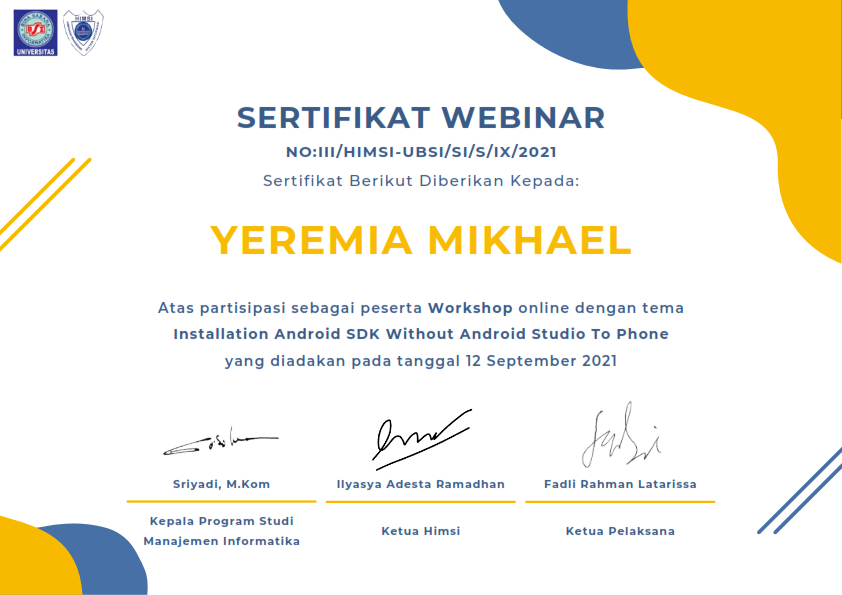 UNIVERSITAS
HIMSI
SERTIFIKAT WEBINAR
NO:III/HIMSI-UBSI/SI/S/IX/2021
Sertifikat Berikut Diberikan Kepada:
YEREMIA MIKHAEL
Atas partisipasi sebagai peserta Workshop online dengan tema
Installation Android SDK Without Android Studio To Phone
yang diadakan pada tanggal 12 September 2021
Sriyadi, M.Kom
Ilyasya Adesta Ramadhan
Fadli Rahman Latarissa
Kepala Program Studi
Manajemen Informatika
Ketua Himsi
Ketua Pelaksana